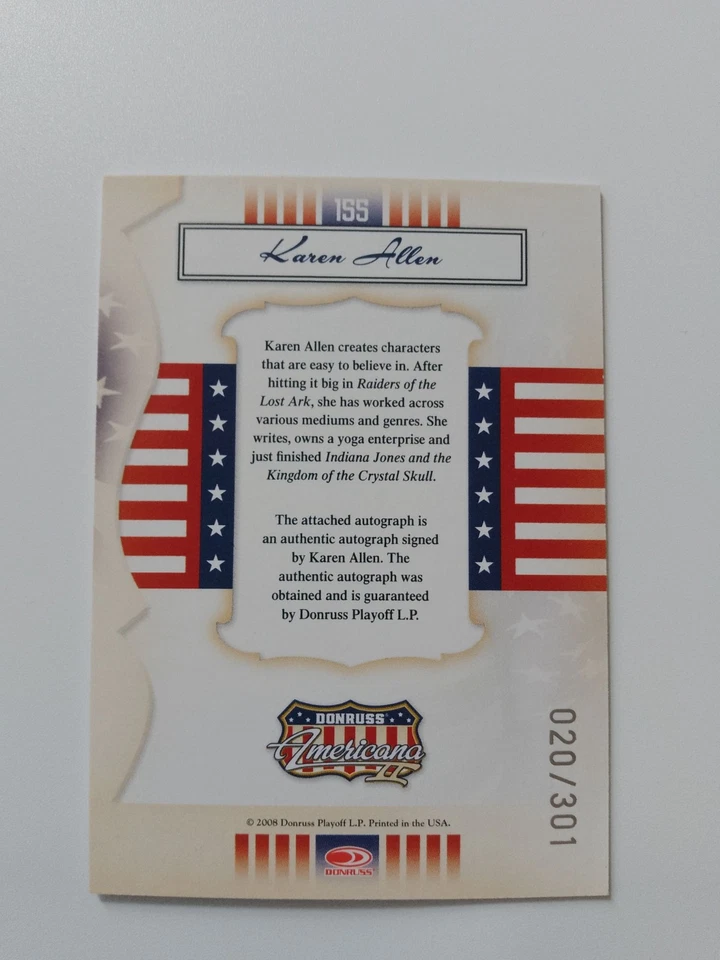 155
Karen Allen
Karen Allen creates characters
that are easy to believe in. After
hitting it big in Raiders of the
Lost Ark, she has worked across
various mediums and genres. She
writes, owns a yoga enterprise and
just finished Indiana Jones and the
Kingdom of the Crystal Skull.
The attached autograph is
an authentic autograph signed
by Karen Allen. The
authentic autograph was
obtained and is guaranteed
by Donruss Playoff L.P.
DONRUSS
Americana
II
020/301
© 2008 Donruss Playoff L.P. Printed in the USA.
DONRUSS